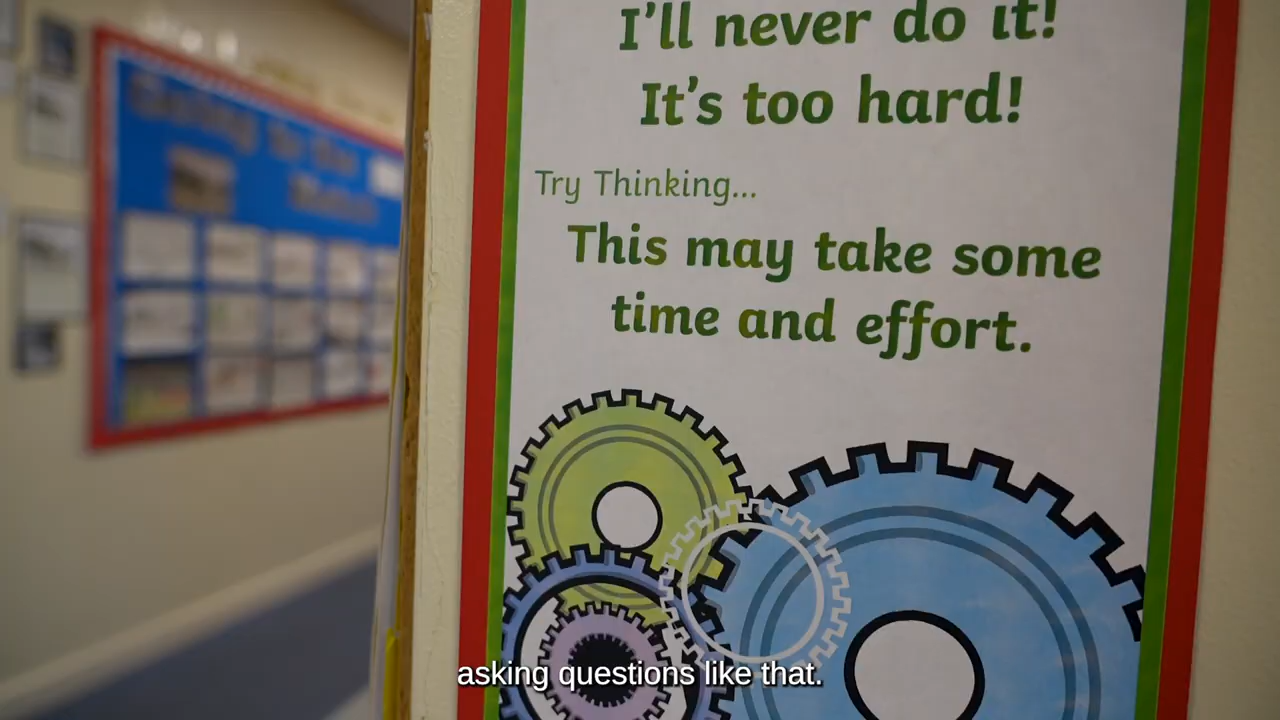 I'll never do it!
It's too hard!
Try Thinking...
This may take some
time and effort.
asking questions like that.